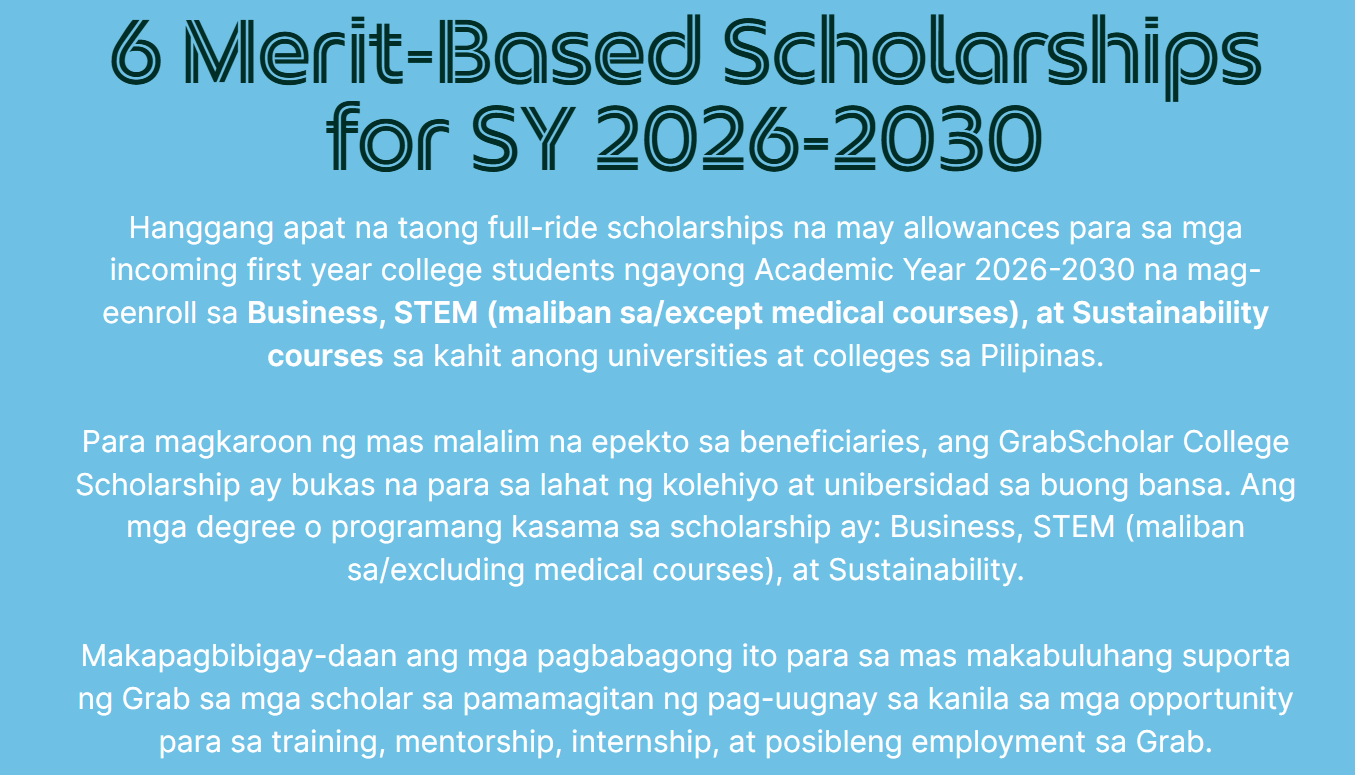 6 Merit-Based Scholarships
for SY 2026-2030
Hanggang apat na taong full-ride scholarships na may allowances para sa mga
incoming first year college students ngayong Academic Year 2026-2030 na mag-
eenroll sa Business, STEM (maliban sa/except medical courses), at Sustainability
courses sa kahit anong universities at colleges sa Pilipinas.
Para magkaroon ng mas malalim na epekto sa beneficiaries, ang GrabScholar College
Scholarship ay bukas na para sa lahat ng kolehiyo at unibersidad sa buong bansa. Ang
mga degree o programang kasama sa scholarship ay: Business, STEM (maliban
sa/excluding medical courses), at Sustainability.
Makapagbibigay-daan ang mga pagbabagong ito para sa mas makabuluhang suporta
ng Grab sa mga scholar sa pamamagitan ng pag-uugnay sa kanila sa mga opportunity
para sa training, mentorship, internship, at posibleng employment sa Grab.